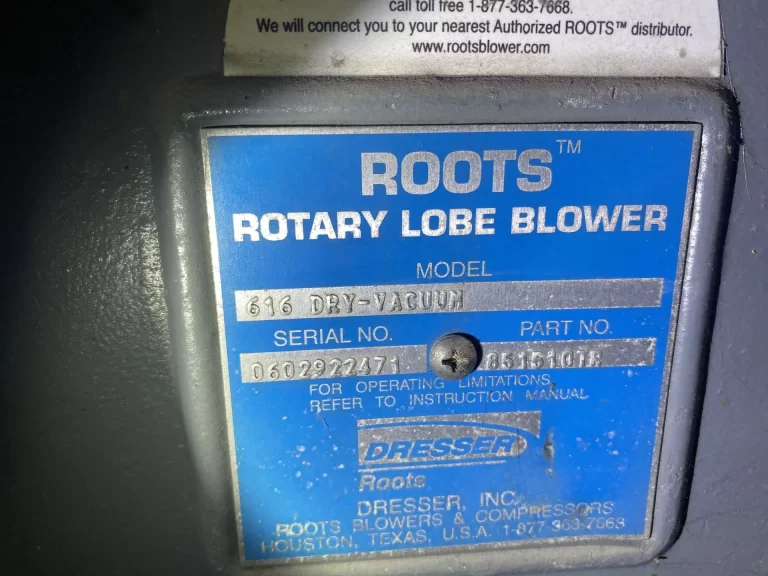 call toll free 1-877-363-7668.
We will connect you to your nearest Authorized ROOTS™ distributor.
www.rootsblower.com
ROOTS™
ROTARY LOBE BLOWER
MODEL
616 DRY-VACUUM
SERIAL NO. PART NO.
0602922471
FOR OPERATING LIMITATIONS
REFER TO INSTRUCTION MANUAL
DRESSER
Roots
DRESSER, INC.
ROOTS BLOWERS & COMPRESSORS
HOUSTON, TEXAS, U.S.A. 1-877-363-7668